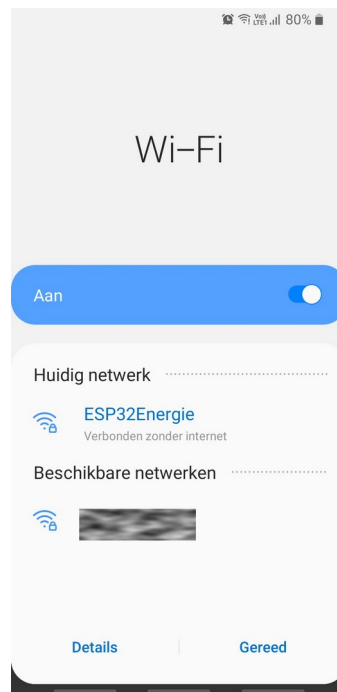 80%
Wi-Fi
Aan
Huidig netwerk
ESP32Energie
Verbonden zonder internet
Beschikbare netwerken
Details
Gereed